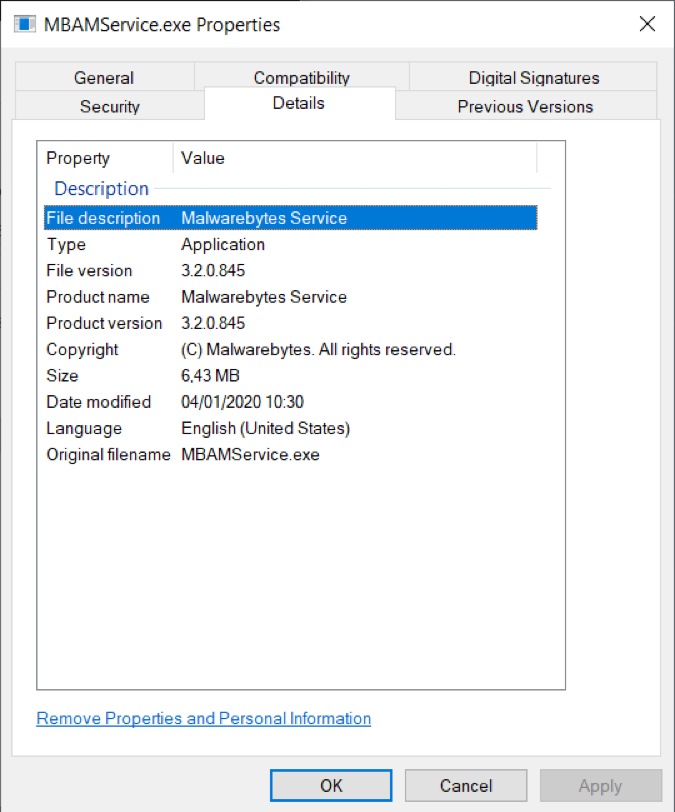 MBAMService.exe Properties
General Compatibility Digital Signatures
Security Details Previous Versions
Property Value
Description
File description Malwarebytes Service
Type Application
File version 3.2.0.845
Product name Malwarebytes Service
Product version 3.2.0.845
Copyright (C) Malwarebytes. All rights reserved.
Size 6,43 MB
Date modified 04/01/2020 10:30
Language English (United States)
Original filename MBAMService.exe
Remove Properties and Personal Information
OK Cancel Apply